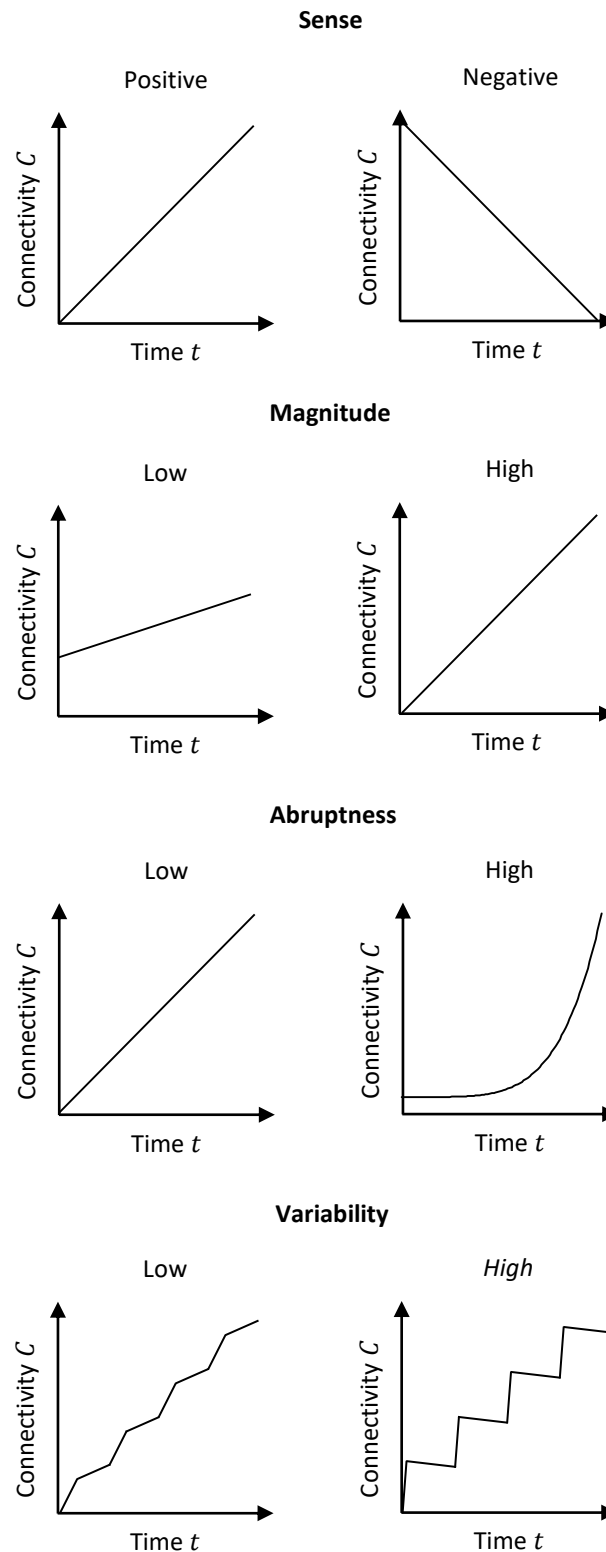 Sense
Positive Negative
Connectivity C Connectivity C
Time t Time t
Magnitude
Low High
Connectivity C Connectivity C
Time t Time t
Abruptness
Low High
Connectivity C Connectivity C
Time t Time t
Variability
Low High
Connectivity C Connectivity C
Time t Time t